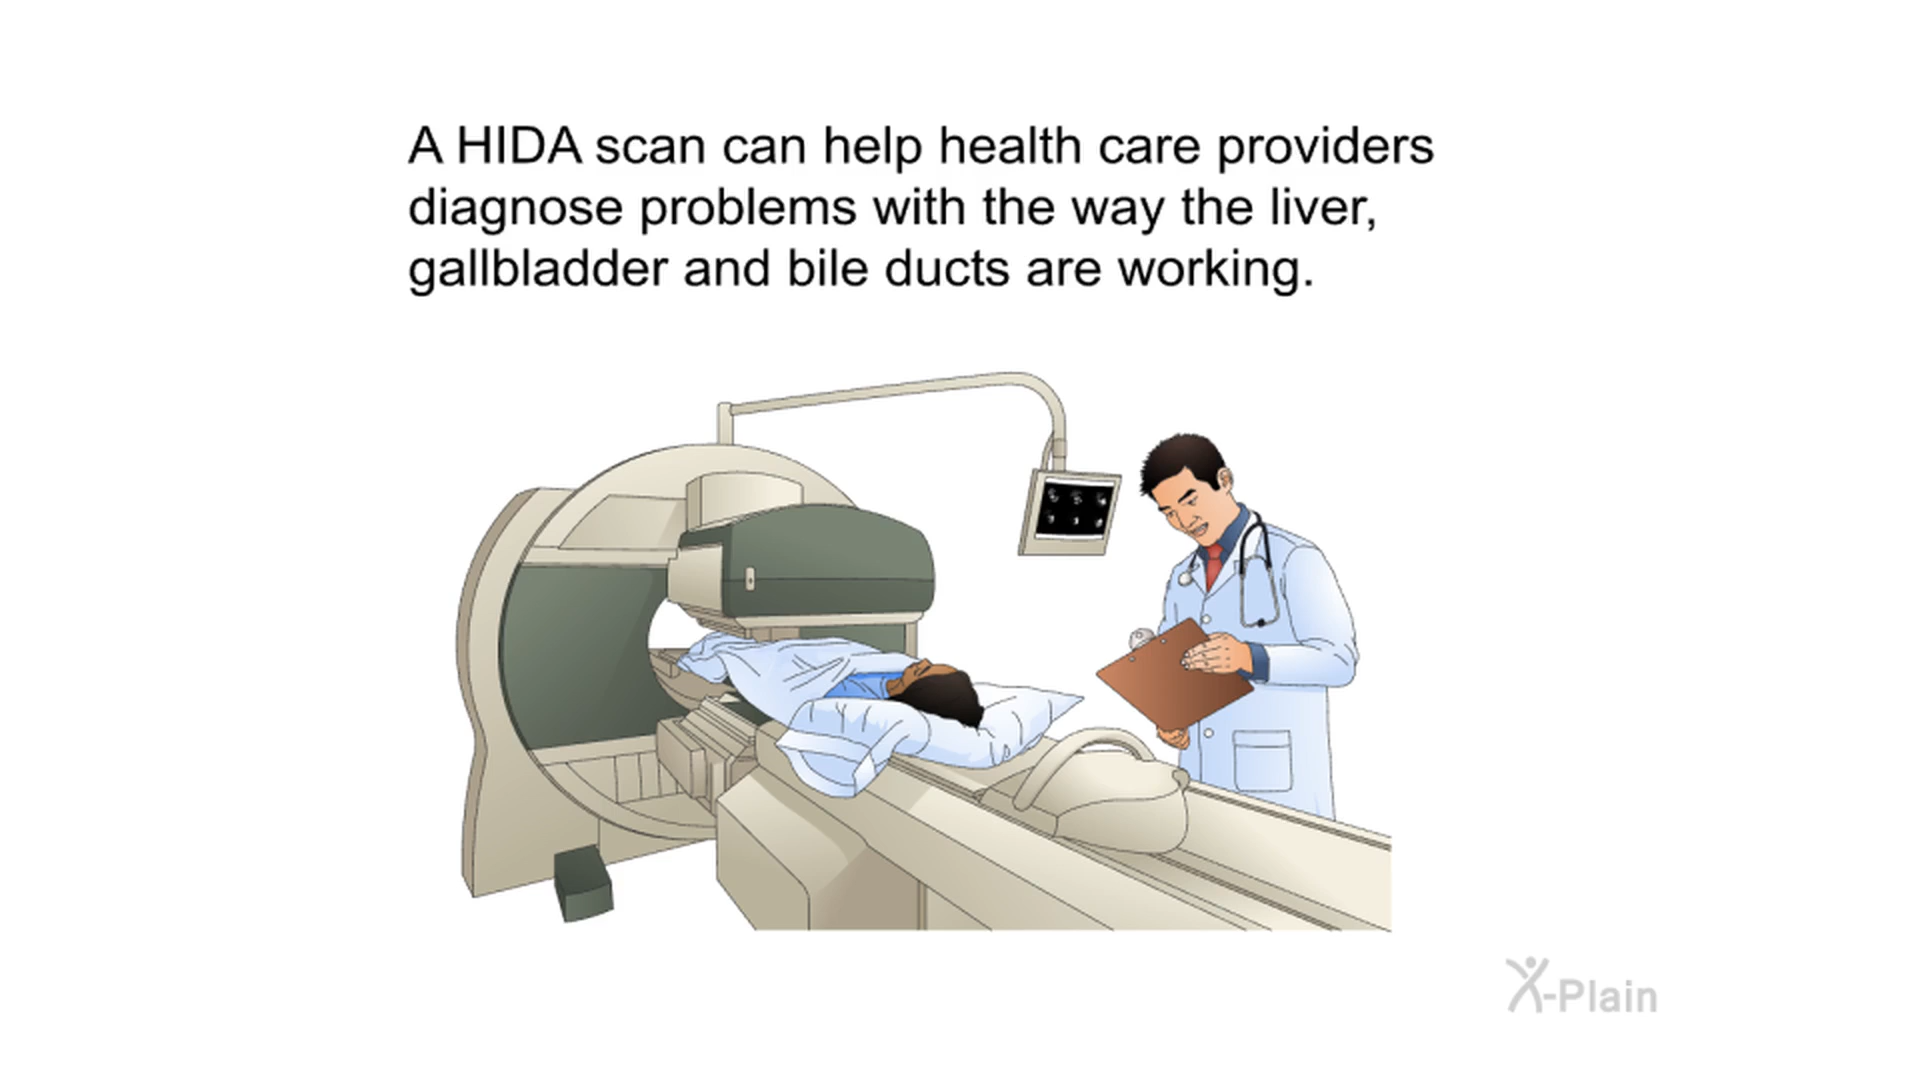 A HIDA scan can help health care providers
diagnose problems with the way the liver,
gallbladder and bile ducts are working.
X-Plain